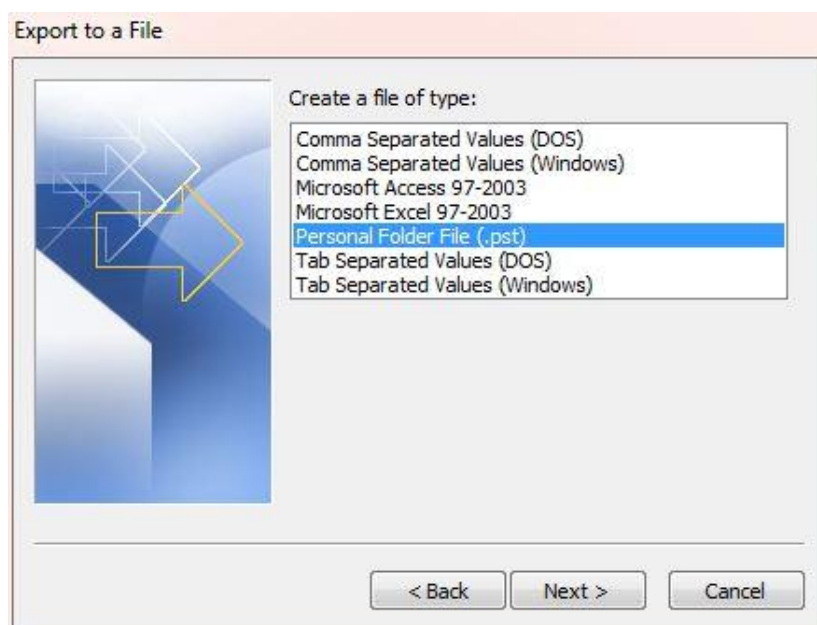 Export to a File
Create a file of type:
Comma Separated Values (DOS)
Comma Separated Values (Windows)
Microsoft Access 97-2003
Microsoft Excel 97-2003
Personal Folder File (.pst)
Tab Separated Values (DOS)
Tab Separated Values (Windows)
< Back Next > Cancel